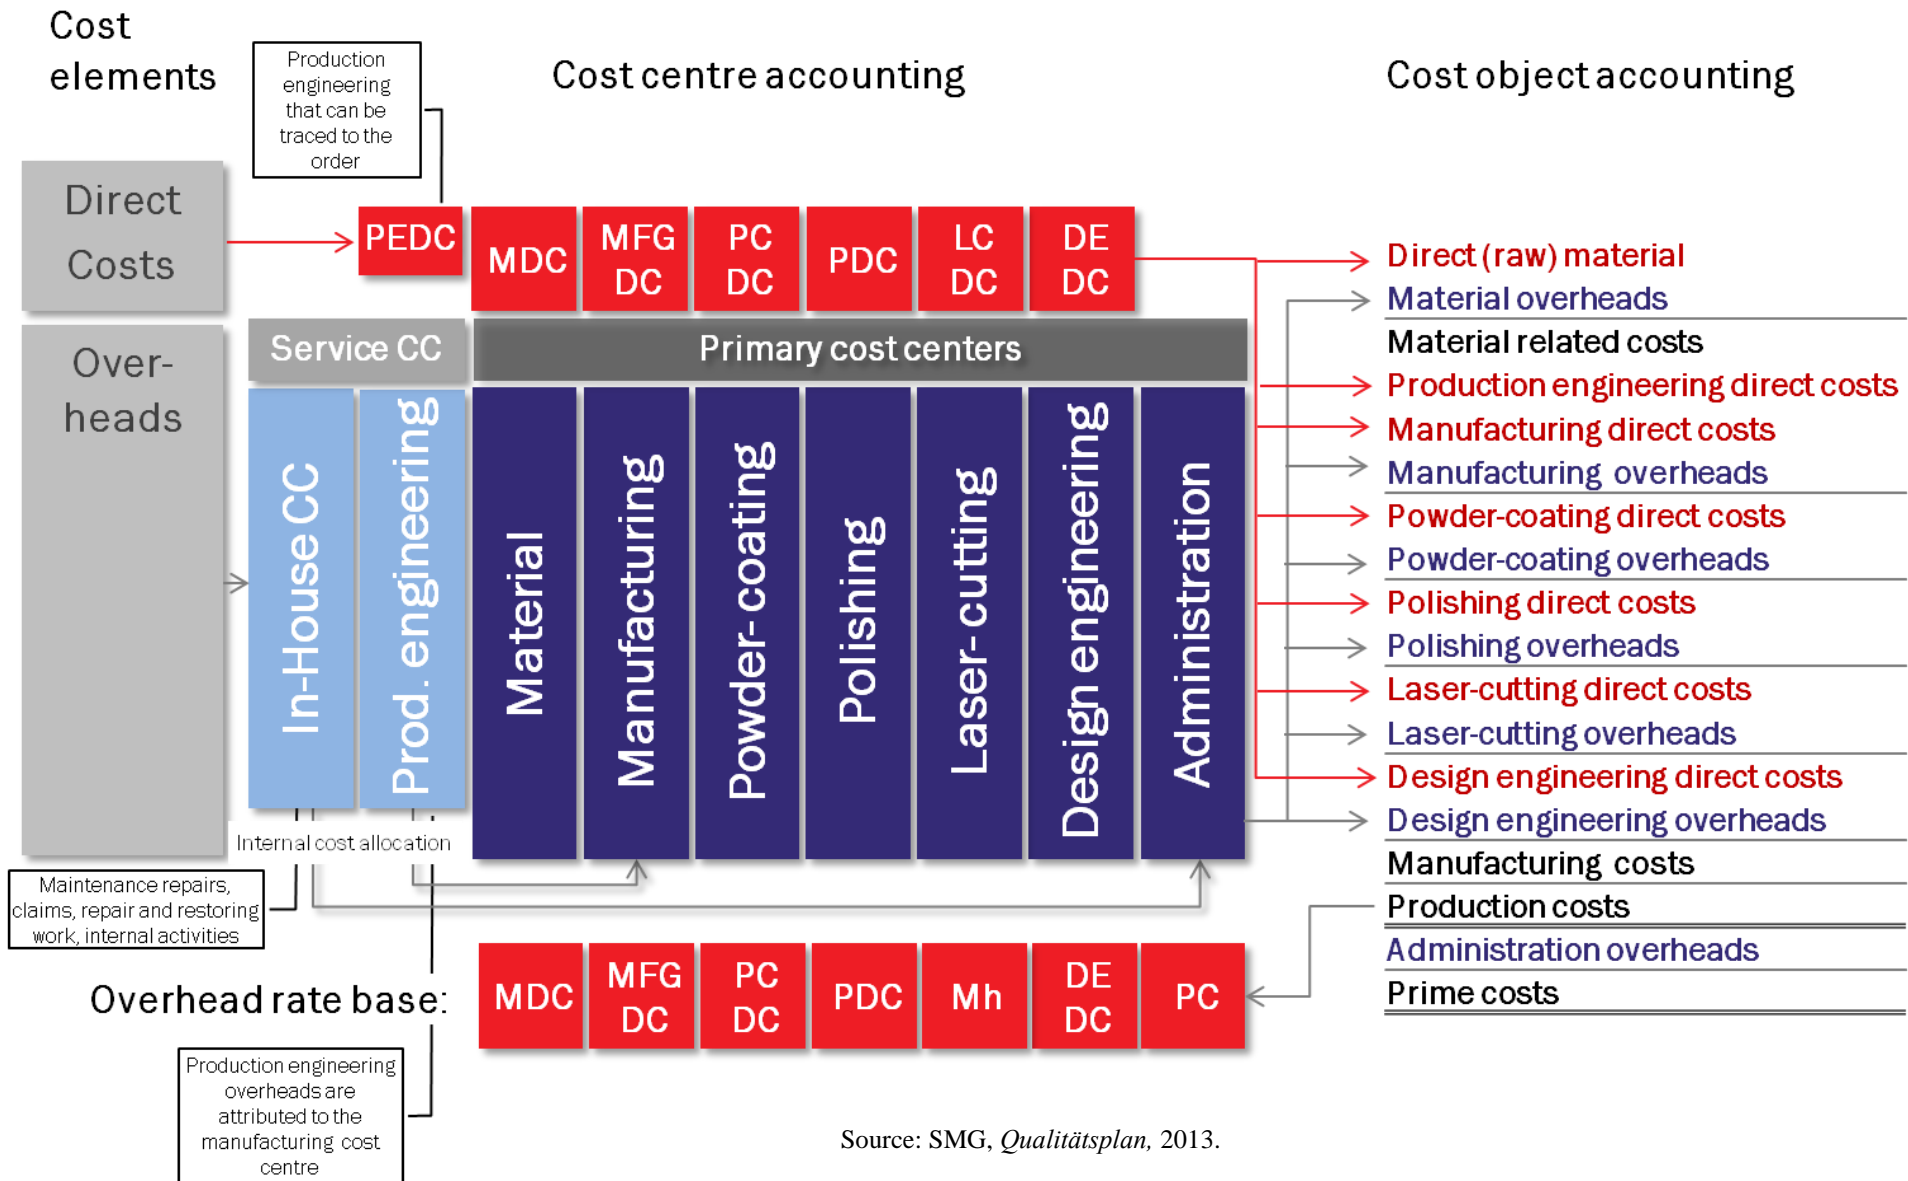 Cost
elements
Production
engineering
that can be
traced to the
order
Cost centre accounting
Cost object accounting
Direct
Costs
PEDC
MDC
MFG
DC
PC
DC
PDC
LC
DC
DE
DC
Over-
heads
Service CC
Primary cost centers
In-House CC
Prod. engineering
Material
Manufacturing
Powder- coating
Polishing
Laser- cutting
Design engineering
Administration
Internal cost allocation
Maintenance repairs,
claims, repair and restoring
work, internal activities
Overhead rate base:
MDC
MFG
DC
PC
DC
PDC
Mh
DE
DC
PC
Production engineering
overheads are
attributed to the
manufacturing cost
centre
Direct (raw) material
Material overheads
Material related costs
Production engineering direct costs
Manufacturing direct costs
Manufacturing overheads
Powder-coating direct costs
Powder-coating overheads
Polishing direct costs
Polishing overheads
Laser-cutting direct costs
Laser-cutting overheads
Design engineering direct costs
Design engineering overheads
Manufacturing costs
Production costs
Administration overheads
Prime costs
Source: SMG, Qualitätsplan, 2013.